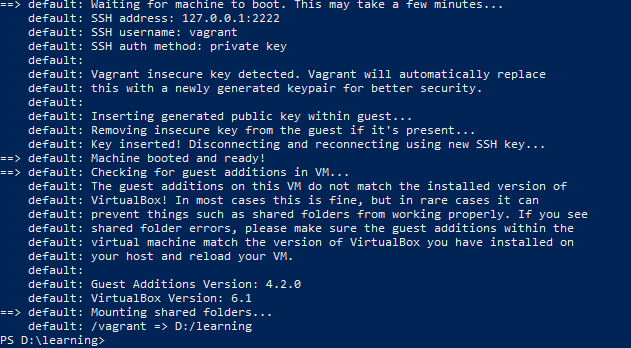 ==> default: Waiting for machine to boot. This may take a few minutes...
default: SSH address: 127.0.0.1:2222
default: SSH username: vagrant
default: SSH auth method: private key
default:
default: Vagrant insecure key detected. Vagrant will automatically replace
default: this with a newly generated keypair for better security.
default:
default: Inserting generated public key within guest...
default: Removing insecure key from the guest if it's present...
default: Key inserted! Disconnecting and reconnecting using new SSH key...
==> default: Machine booted and ready!
==> default: Checking for guest additions in VM...
default: The guest additions on this VM do not match the installed version of
default: VirtualBox! In most cases this is fine, but in rare cases it can
default: prevent things such as shared folders from working properly. If you see
default: shared folder errors, please make sure the guest additions within the
default: virtual machine match the version of VirtualBox you have installed on
default: your host and reload your VM.
default:
default: Guest Additions Version: 4.2.0
default: VirtualBox Version: 6.1
==> default: Mounting shared folders...
default: /vagrant => D:/learning
PS D:\learning>